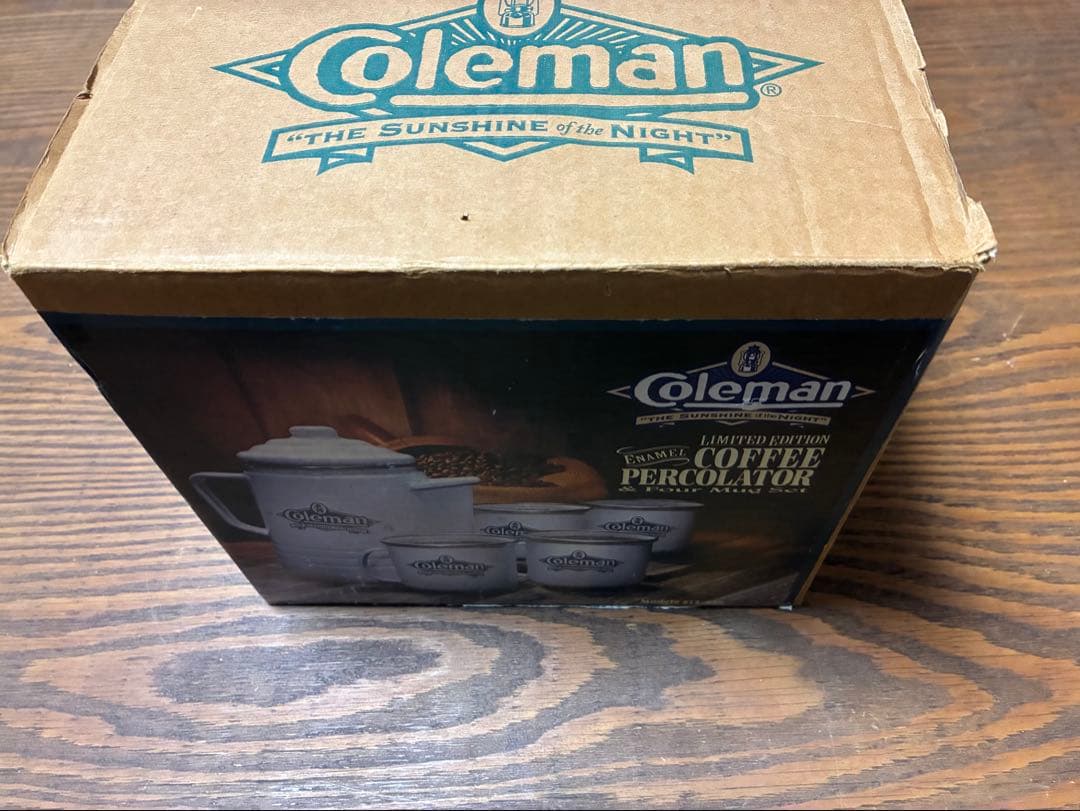 Coleman®
"THE SUNSHINE of the NIGHT"
Coleman
"THE SUNSHINE of the NIGHT"
LIMITED EDITION
ENAMEL COFFEE
PERCOLATOR
& Four Mug Set
Coleman
Coleman
Coleman
Coleman
Coleman